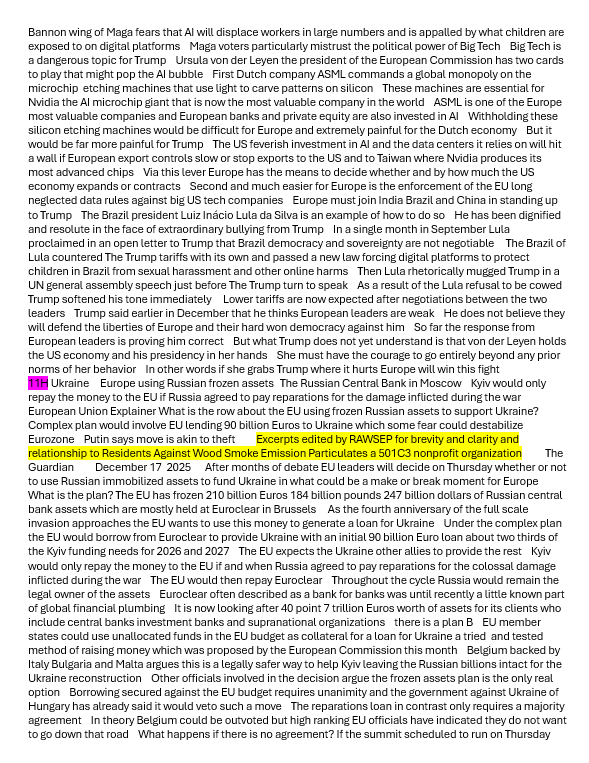 Bannon wing of Maga fears that AI will displace workers in large numbers and is appalled by what children are
exposed to on digital platforms    Maga voters particularly mistrust the political power of Big Tech    Big Tech is
a dangerous topic for Trump    Ursula von der Leyen the president of the European Commission has two cards
to play that might pop the AI bubble    First Dutch company ASML commands a global monopoly on the
microchip  etching machines that use light to carve patterns on silicon    These machines are essential for
Nvidia the AI microchip giant that is now the most valuable company in the world    ASML is one of the Europe
most valuable companies and European banks and private equity are also invested in AI    Withholding these
silicon etching machines would be difficult for Europe and extremely painful for the Dutch economy    But it
would be far more painful for Trump    The US feverish investment in AI and the data centers it relies on will hit
a wall if European export controls slow or stop exports to the US and to Taiwan where Nvidia produces its
most advanced chips    Via this lever Europe has the means to decide whether and by how much the US
economy expands or contracts    Second and much easier for Europe is the enforcement of the EU long
neglected data rules against big US tech companies    Europe must join India Brazil and China in standing up
to Trump    The Brazil president Luiz Inácio Lula da Silva is an example of how to do so    He has been dignified
and resolute in the face of extraordinary bullying from Trump    In a single month in September Lula
proclaimed in an open letter to Trump that Brazil democracy and sovereignty are not negotiable    The Brazil of
Lula countered The Trump tariffs with its own and passed a new law forcing digital platforms to protect
children in Brazil from sexual harassment and other online harms    Then Lula rhetorically mugged Trump in a
UN general assembly speech just before The Trump turn to speak    As a result of the Lula refusal to be cowed
Trump softened his tone immediately    Lower tariffs are now expected after negotiations between the two
leaders    Trump said earlier in December that he thinks European leaders are weak    He does not believe they
will defend the liberties of Europe and their hard won democracy against him    So far the response from
European leaders is proving him correct    But what Trump does not yet understand is that von der Leyen holds
the US economy and his presidency in her hands    She must have the courage to go entirely beyond any prior
norms of her behavior    In other words if she grabs Trump where it hurts Europe will win this fight
11H Ukraine    Europe using Russian frozen assets  The Russian Central Bank in Moscow    Kyiv would only
repay the money to the EU if Russia agreed to pay reparations for the damage inflicted during the war
European Union Explainer What is the row about the EU using frozen Russian assets to support Ukraine?
Complex plan would involve EU lending 90 billion Euros to Ukraine which some fear could destabilize
Eurozone    Putin says move is akin to theft    Excerpts edited by RAWSEP for brevity and clarity and
relationship to Residents Against Wood Smoke Emission Particulates a 501C3 nonprofit organization    The
Guardian    December 17  2025    After months of debate EU leaders will decide on Thursday whether or not
to use Russian immobilized assets to fund Ukraine in what could be a make or break moment for Europe
What is the plan? The EU has frozen 210 billion Euros 184 billion pounds 247 billion dollars of Russian central
bank assets which are mostly held at Euroclear in Brussels    As the fourth anniversary of the full scale
invasion approaches the EU wants to use this money to generate a loan for Ukraine    Under the complex plan
the EU would borrow from Euroclear to provide Ukraine with an initial 90 billion Euro loan about two thirds of
the Kyiv funding needs for 2026 and 2027    The EU expects the Ukraine other allies to provide the rest    Kyiv
would only repay the money to the EU if and when Russia agreed to pay reparations for the colossal damage
inflicted during the war    The EU would then repay Euroclear    Throughout the cycle Russia would remain the
legal owner of the assets    Euroclear often described as a bank for banks was until recently a little known part
of global financial plumbing    It is now looking after 40 point 7 trillion Euros worth of assets for its clients who
include central banks investment banks and supranational organizations    there is a plan B    EU member
states could use unallocated funds in the EU budget as collateral for a loan for Ukraine a tried  and tested
method of raising money which was proposed by the European Commission this month    Belgium backed by
Italy Bulgaria and Malta argues this is a legally safer way to help Kyiv leaving the Russian billions intact for the
Ukraine reconstruction    Other officials involved in the decision argue the frozen assets plan is the only real
option    Borrowing secured against the EU budget requires unanimity and the government against Ukraine of
Hungary has already said it would veto such a move    The reparations loan in contrast only requires a majority
agreement    In theory Belgium could be outvoted but high ranking EU officials have indicated they do not want
to go down that road    What happens if there is no agreement? If the summit scheduled to run on Thursday